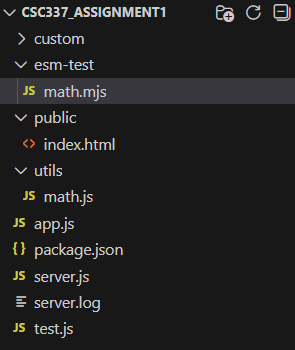 CSC337_ASSIGNMENT1
custom
esm-test
JS math.mjs
public
<> index.html
utils
JS math.js
JS app.js
{ } package.json
JS server.js
server.log
JS test.js